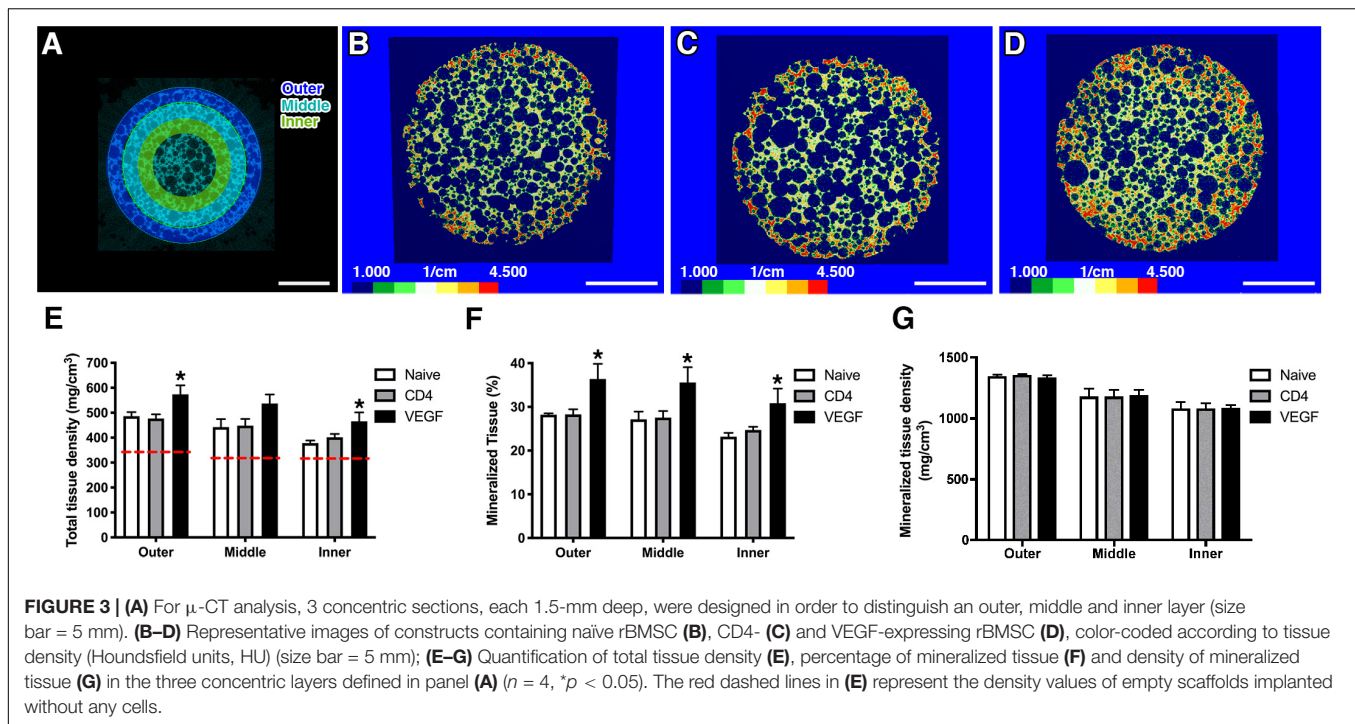 A
Outer
Middle
Inner
B
1.000 1/cm 4.500
C
1.000 1/cm 4.500
D
1.000 1/cm 4.500
E
Total tissue density (mg/cm³)
700
600
500
400
300
200
100
0
*
*
Outer Middle Inner
Naive
CD4
VEGF
F
Mineralized Tissue (%)
40
20
0
*
*
*
Outer Middle Inner
Naive
CD4
VEGF
G
Mineralized tissue density
(mg/cm³)
1500
1000
500
0
Outer Middle Inner
Naive
CD4
VEGF
FIGURE 3 | (A) For μ-CT analysis, 3 concentric sections, each 1.5-mm deep, were designed in order to distinguish an outer, middle and inner layer (size
bar = 5 mm). (B–D) Representative images of constructs containing naïve rBMSC (B), CD4- (C) and VEGF-expressing rBMSC (D), color-coded according to tissue
density (Houndsfield units, HU) (size bar = 5 mm); (E–G) Quantification of total tissue density (E), percentage of mineralized tissue (F) and density of mineralized
tissue (G) in the three concentric layers defined in panel (A) (n = 4, *p < 0.05). The red dashed lines in (E) represent the density values of empty scaffolds implanted
without any cells.